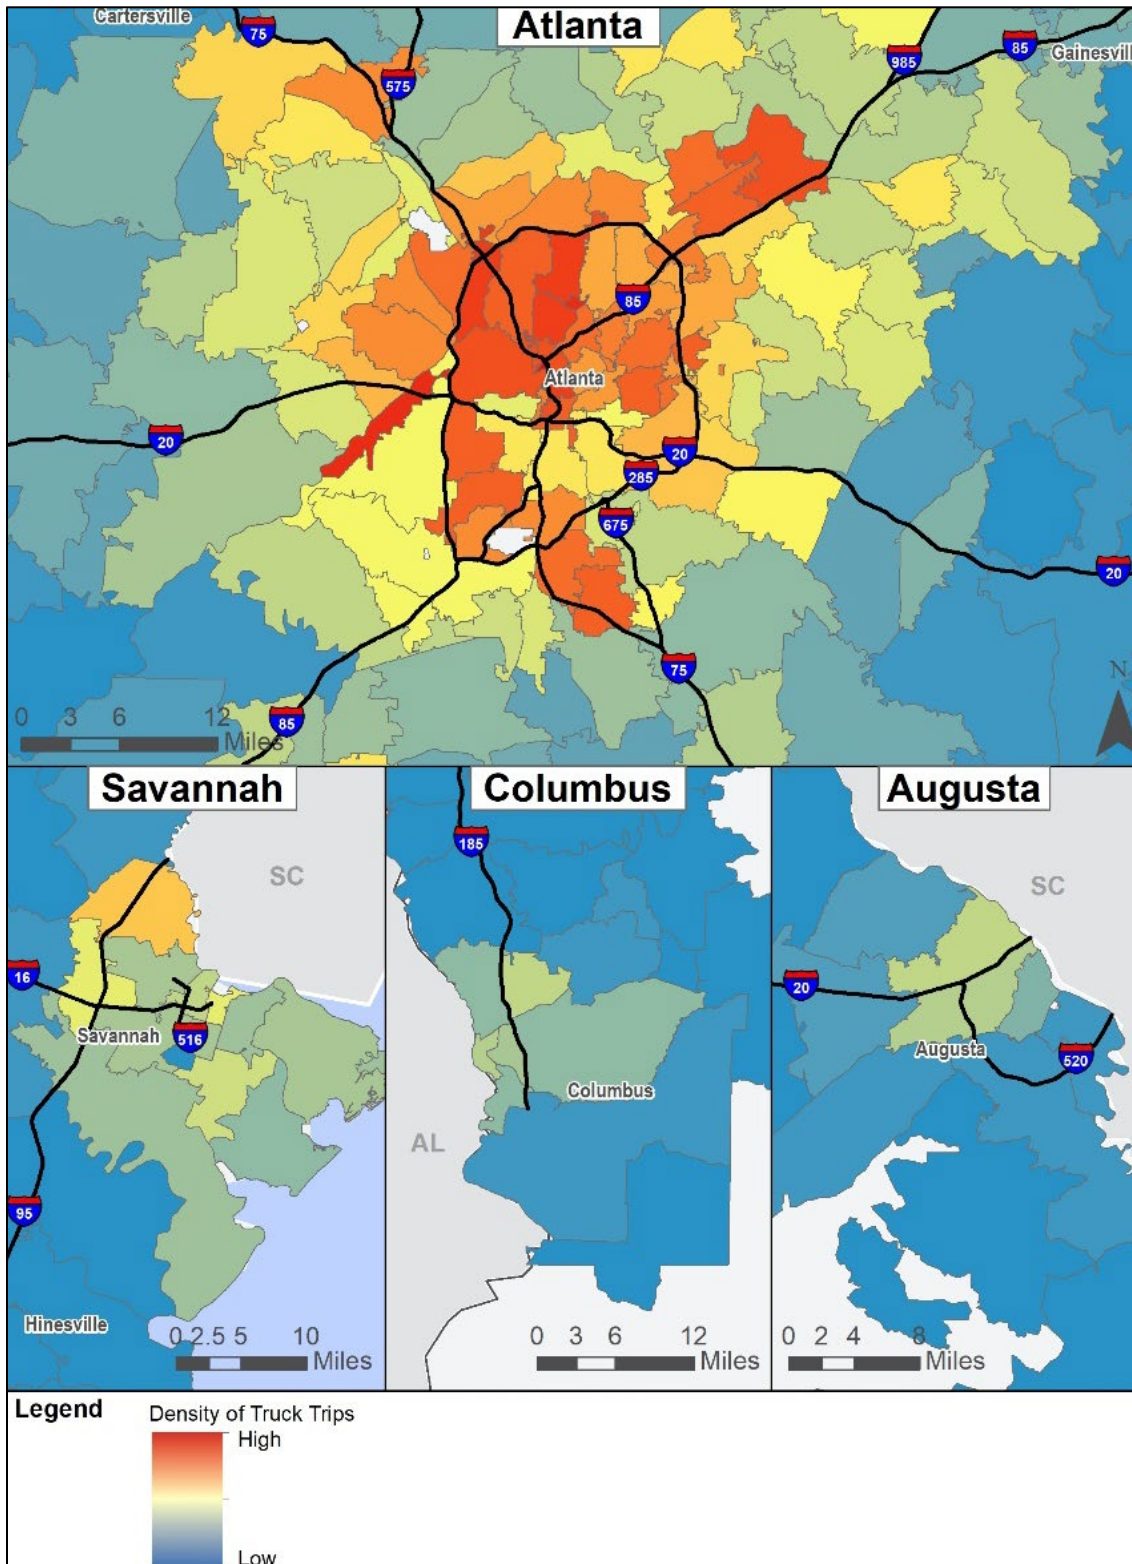 Atlanta
Cartersville
75
575
985
85
Gainesvill
85
Atlanta
20
20
285
675
20
75
85
N
0 3 6 12
Miles
Savannah
SC
16
Savannah
516
95
Hinesville
0 2.5 5 10
Miles
Columbus
185
Columbus
AL
0 3 6 12
Miles
Augusta
SC
20
Augusta
520
0 2 4 8
Miles
Legend
Density of Truck Trips
High
Low